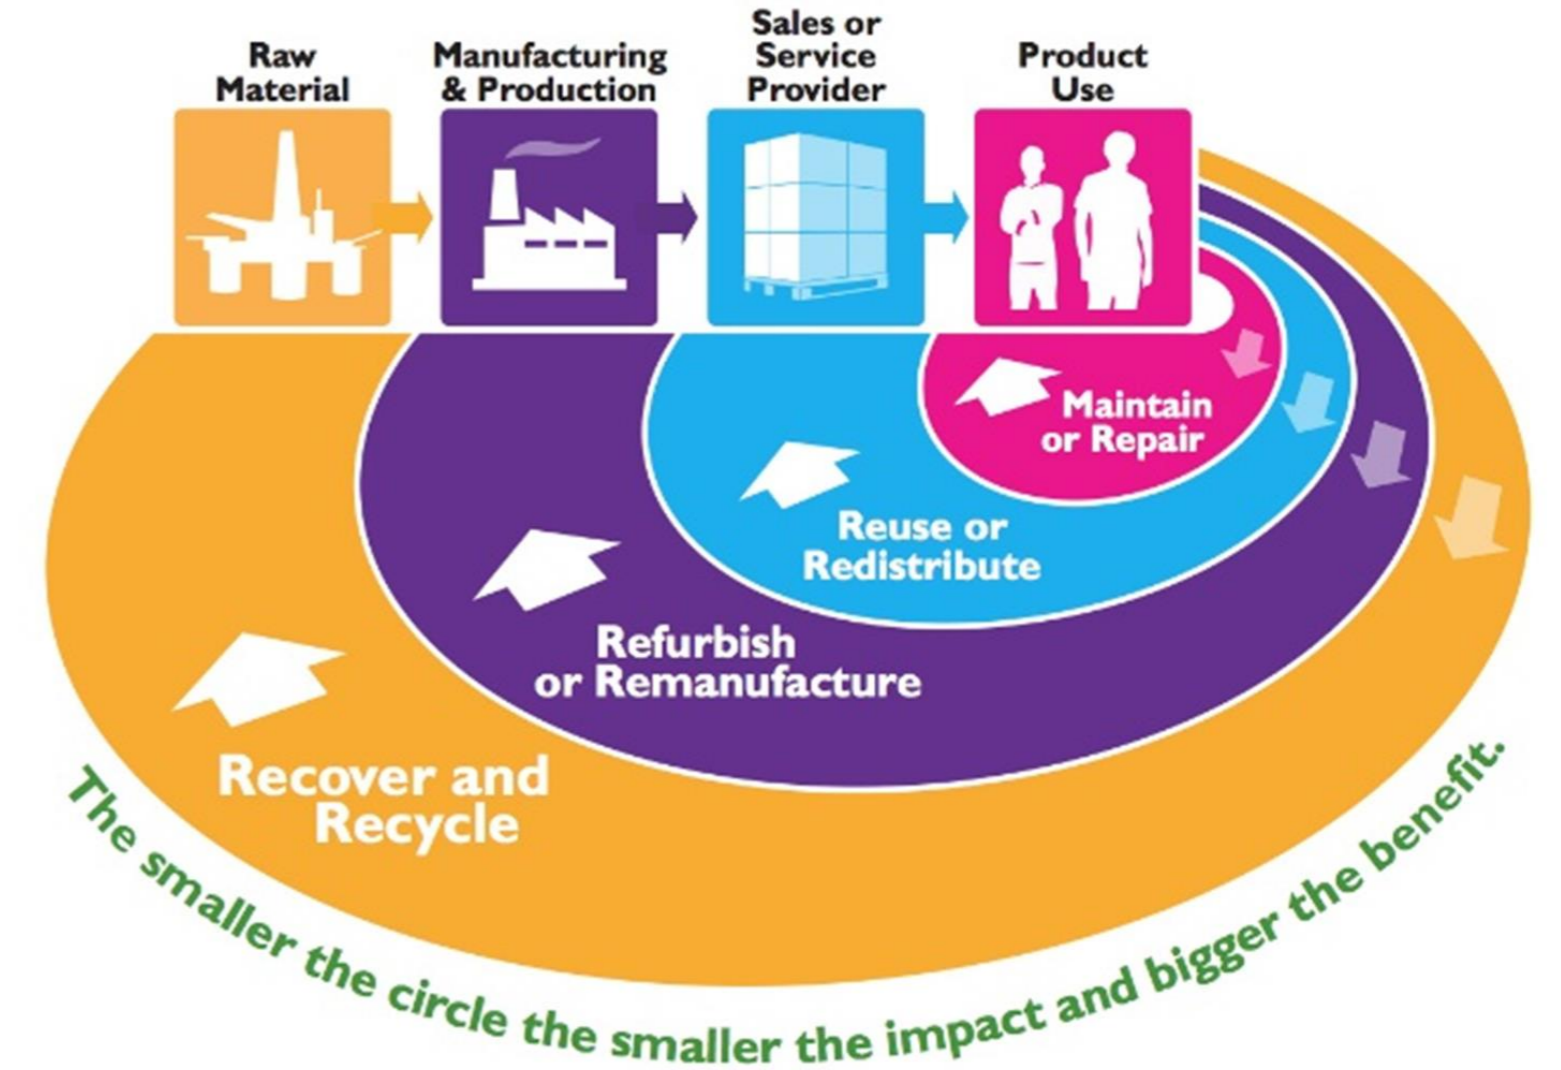 Raw
Material
Manufacturing
& Production
Sales or
Service
Provider
Product
Use
Maintain
or Repair
Reuse or
Redistribute
Refurbish
or Remanufacture
Recover and
Recycle
The smaller the circle the smaller the impact and bigger the benefit.